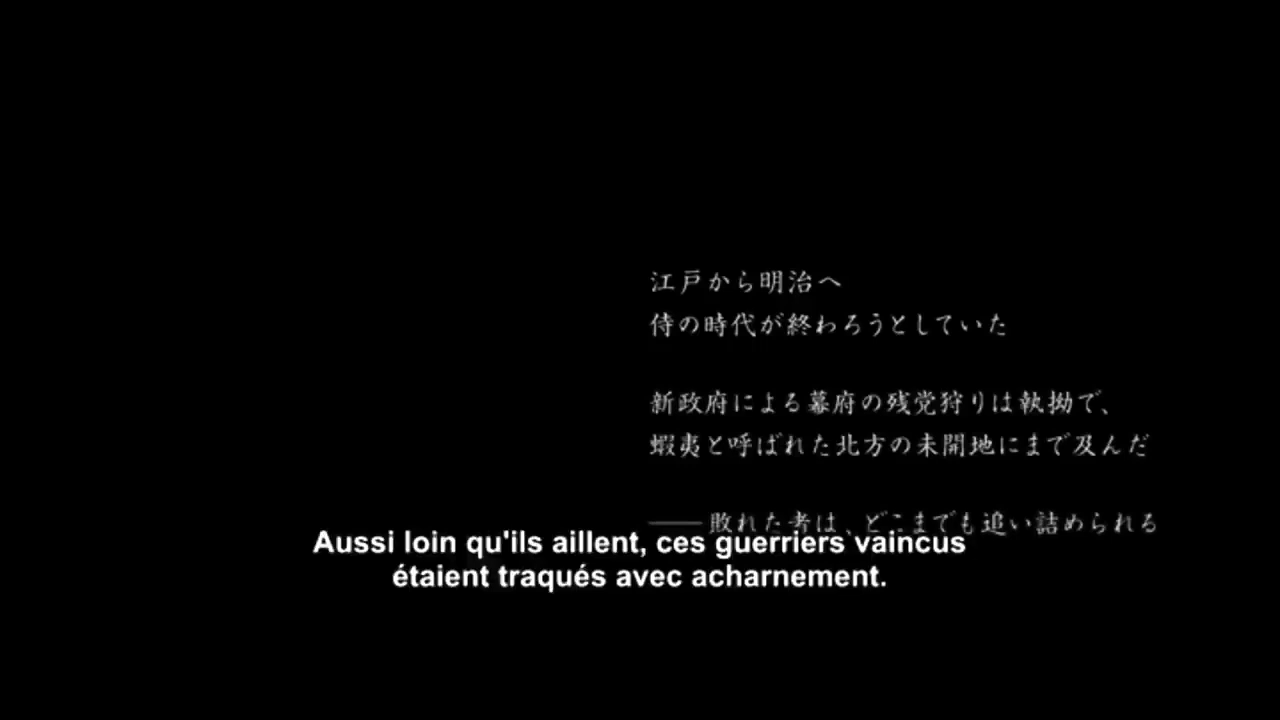 江戸から明治へ
侍の時代が終わろうとしていた
新政府による幕府の残党狩りは執拗で、
蝦夷と呼ばれた北方の未開地にまで及んだ
――敗れた者は、どこまでも追い詰められる
Aussi loin qu'ils aillent, ces guerriers vaincus
étaient traqués avec acharnement.